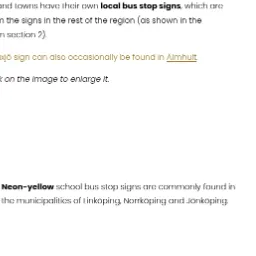 and towns have their own local bus stop signs, which are
m the signs in the rest of the region (as shown in the
n section 2).
xjö sign can also occasionally be found in Älmhult.
k on the image to enlarge it.
Neon-yellow school bus stop signs are commonly found in
the municipalities of Linköping, Norrköping and Jönköping.